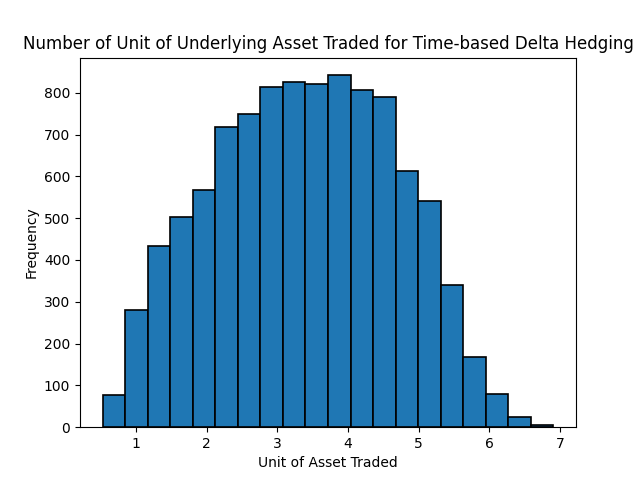 Number of Unit of Underlying Asset Traded for Time-based Delta Hedging
800
700
600
500
400
300
200
100
0
Frequency
1 2 3 4 5 6 7
Unit of Asset Traded